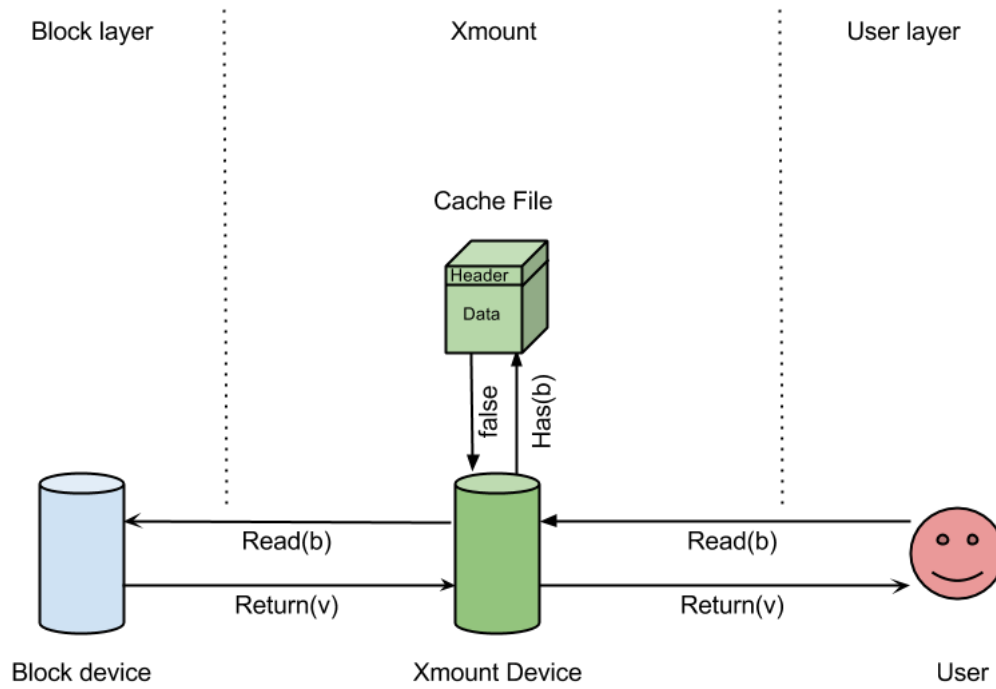 Block layer
Xmount
User layer
Cache File
Header
Data
false
Has(b)
Read(b)
Read(b)
Return(v)
Return(v)
Block device
Xmount Device
User